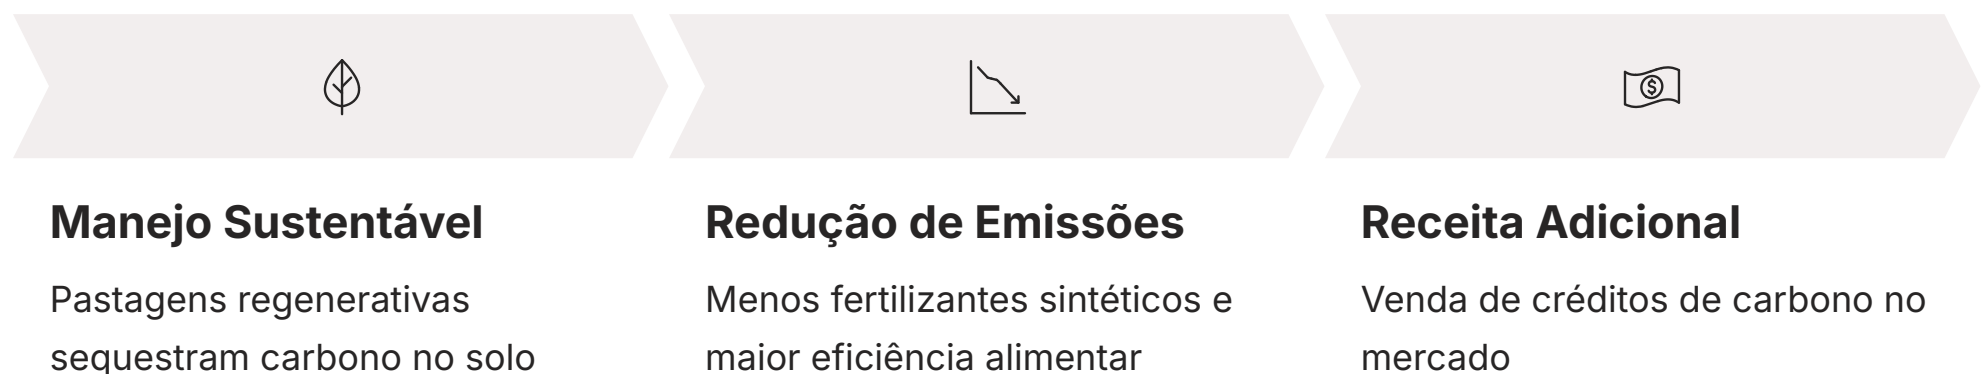 Manejo Sustentável
Pastagens regenerativas
sequestram carbono no solo
Redução de Emissões
Menos fertilizantes sintéticos e
maior eficiência alimentar
Receita Adicional
Venda de créditos de carbono no
mercado